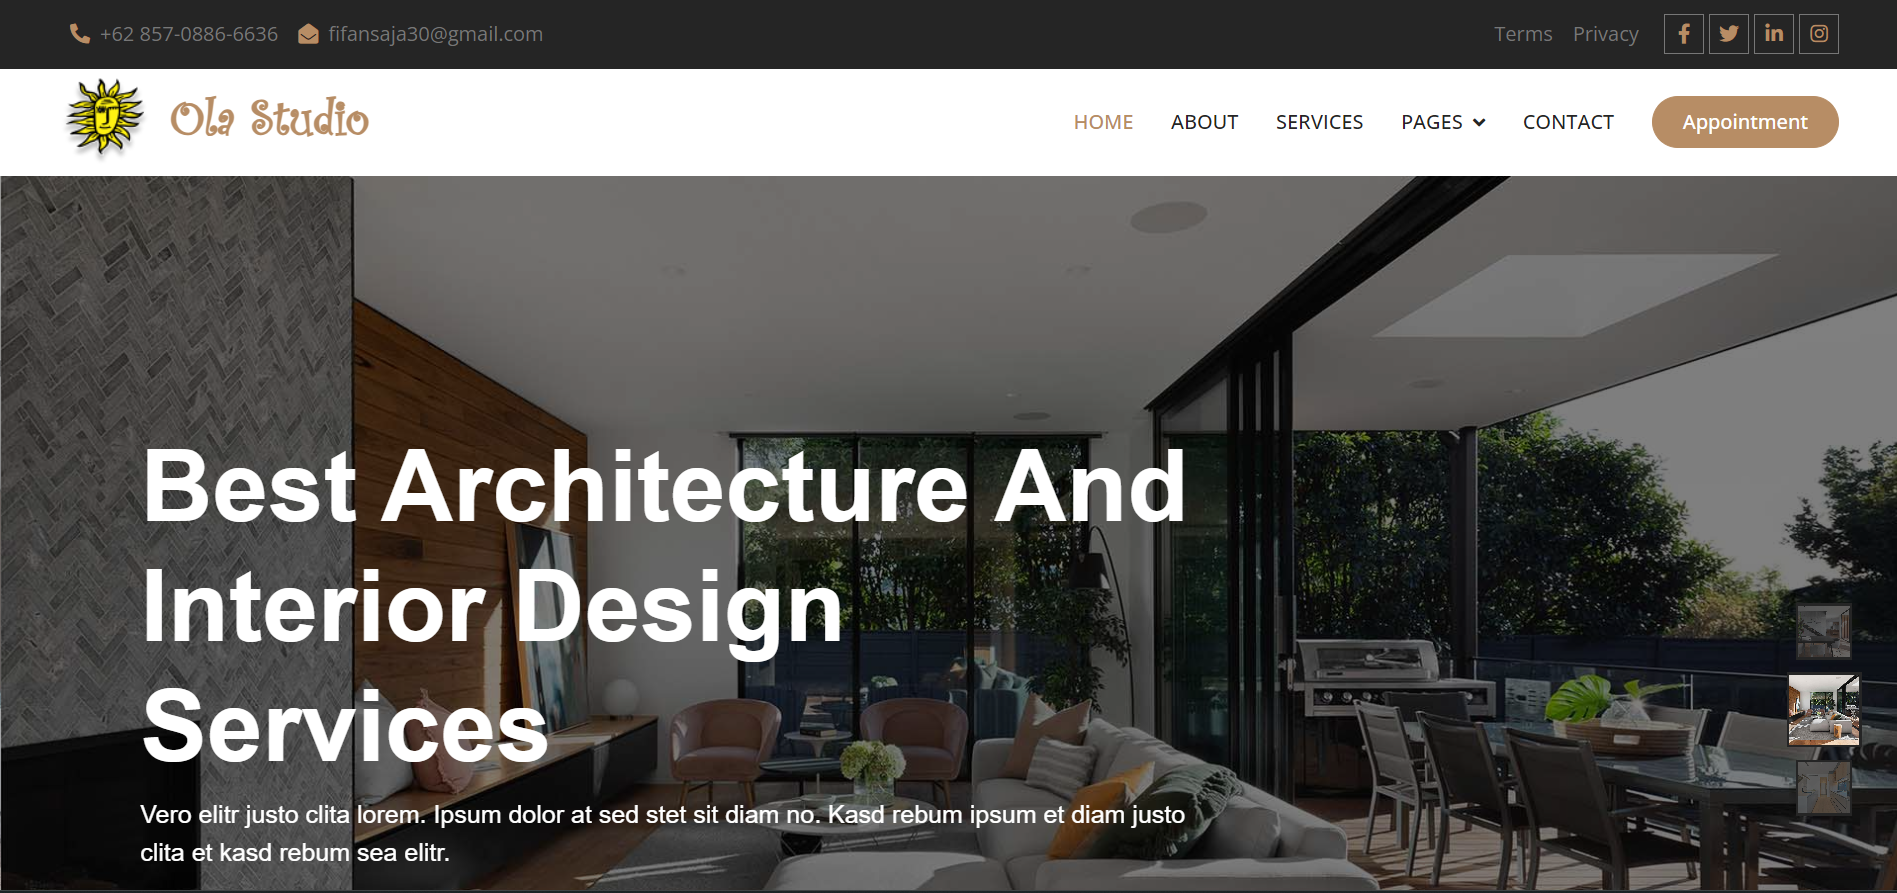 +62 857-0886-6636 fifansaja30@gmail.com Terms Privacy
Ola Studio HOME ABOUT SERVICES PAGES CONTACT Appointment
Best Architecture And
Interior Design
Services
Vero elitr justo clita lorem. Ipsum dolor at sed stet sit diam no. Kasd rebum ipsum et diam justo
clita et kasd rebum sea elitr.